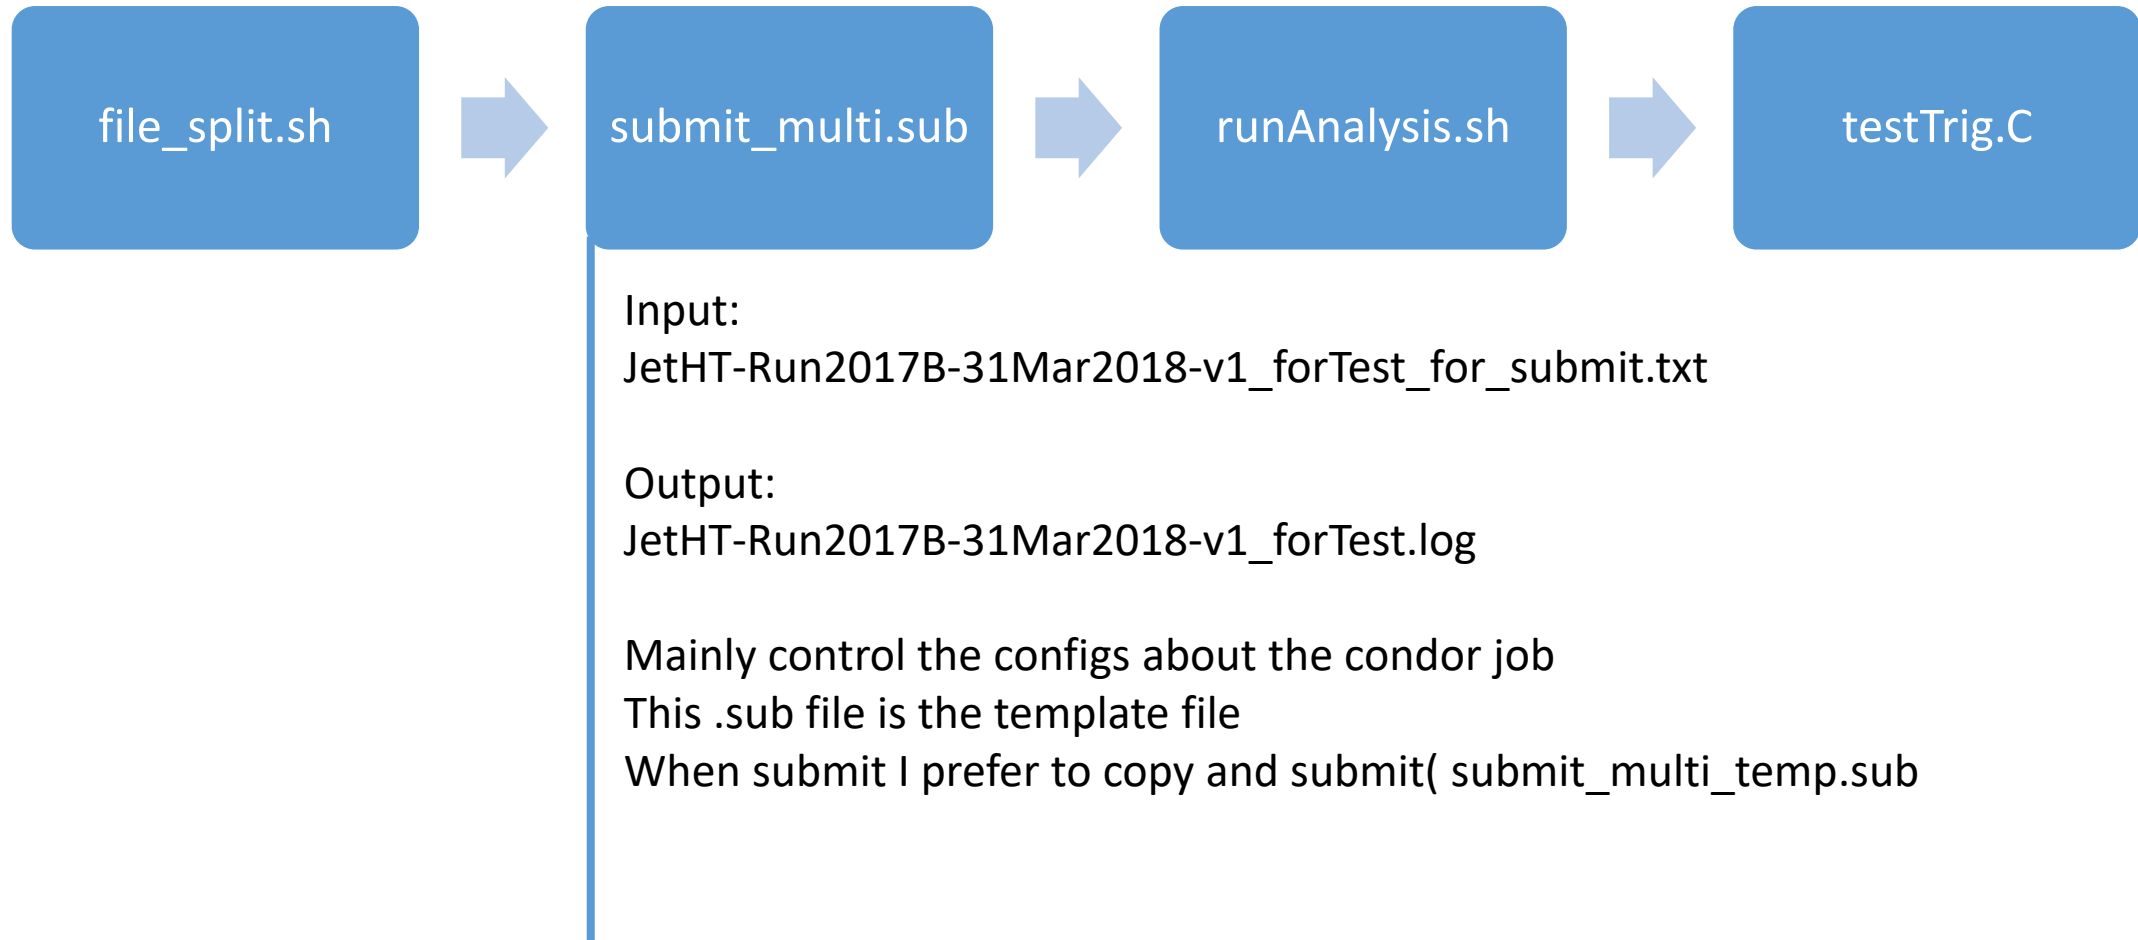 file_split.sh
submit_multi.sub
runAnalysis.sh
testTrig.C
Input:
JetHT-Run2017B-31Mar2018-v1_forTest_for_submit.txt
Output:
JetHT-Run2017B-31Mar2018-v1_forTest.log
Mainly control the configs about the condor job
This .sub file is the template file
When submit I prefer to copy and submit( submit_multi_temp.sub